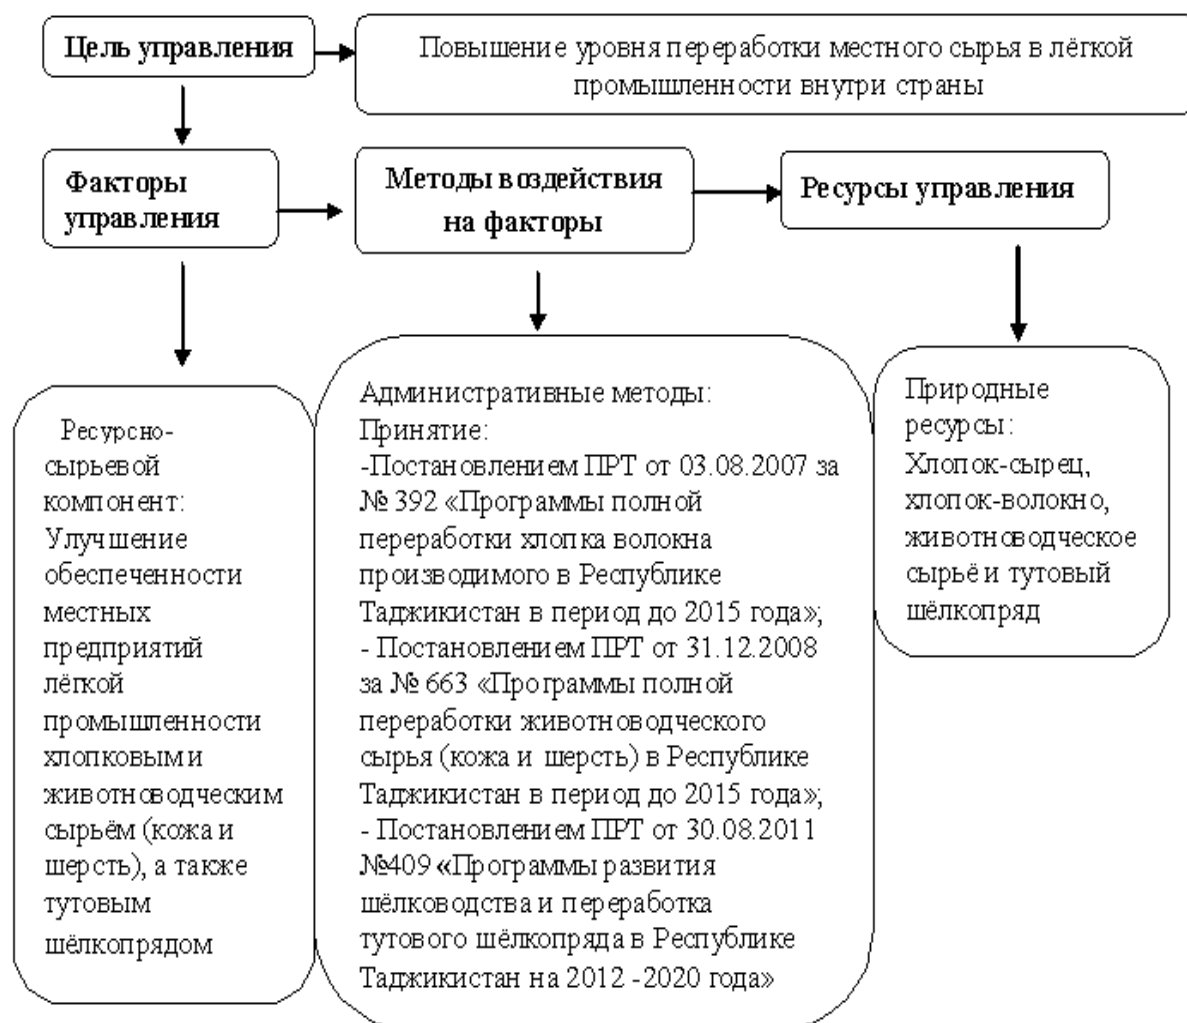 Цель управления
Повышение уровня переработки местного сырья в лёгкой
промышленности внутри страны
Факторы
управления
Методы воздействия
на факторы
Ресурсы управления
Ресурсно-
сырьевой
компонент:
Улучшение
обеспеченности
местных
предприятий
лёгкой
промышленности
хлопковым и
животноводческим
сырьём (кожа и
шерсть), а также
тутовым
шёлкопрядом
Административные методы:
Принятие:
-Постановлением ПРТ от 03.08.2007 за
№ 392 «Программы полной
переработки хлопка волокна
производимого в Республике
Таджикистан в период до 2015 года»;
- Постановлением ПРТ от 31.12.2008
за № 663 «Программы полной
переработки животноводческого
сырья (кожа и шерсть) в Республике
Таджикистан в период до 2015 года»;
- Постановлением ПРТ от 30.08.2011
№409 «Программы развития
шёлководства и переработка
тутового шёлкопряда в Республике
Таджикистан на 2012 -2020 года»
Природные
ресурсы:
Хлопок-сырец,
хлопок-волокно,
животноводческое
сырьё и тутовый
шёлкопряд